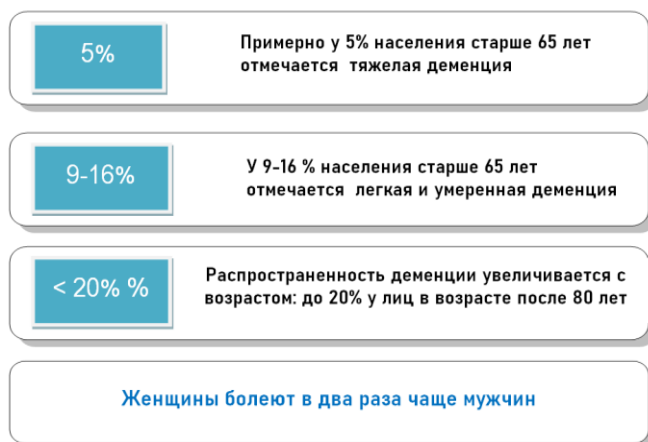 5%
Примерно у 5% населения старше 65 лет
отмечается тяжелая деменция
9-16%
У 9-16 % населения старше 65 лет
отмечается легкая и умеренная деменция
< 20% %
Распространенность деменции увеличивается с
возрастом: до 20% у лиц в возрасте после 80 лет
Женщины болеют в два раза чаще мужчин